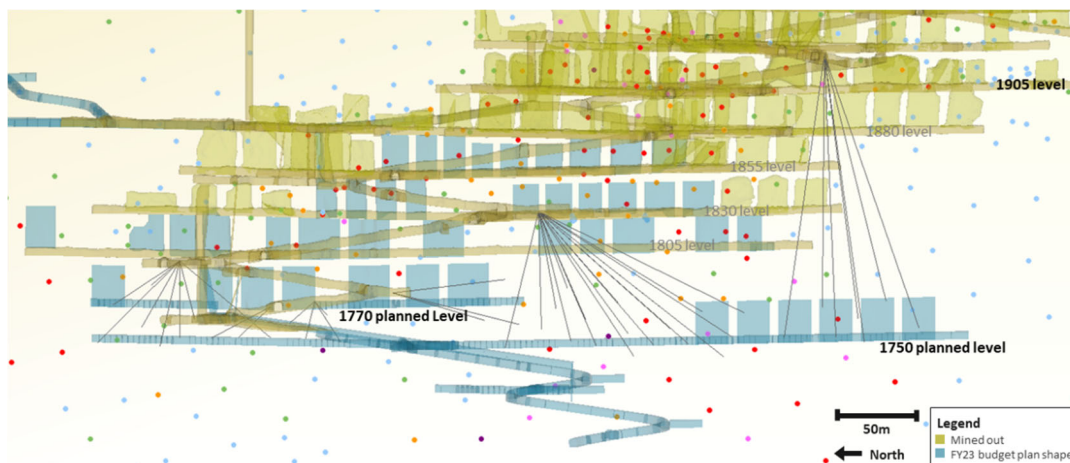 1905 level
1880 level
1855 level
1830 level
1805 level
1770 planned Level
1750 planned level
50m
North
Legend
Mined out
FY23 budget plan shape